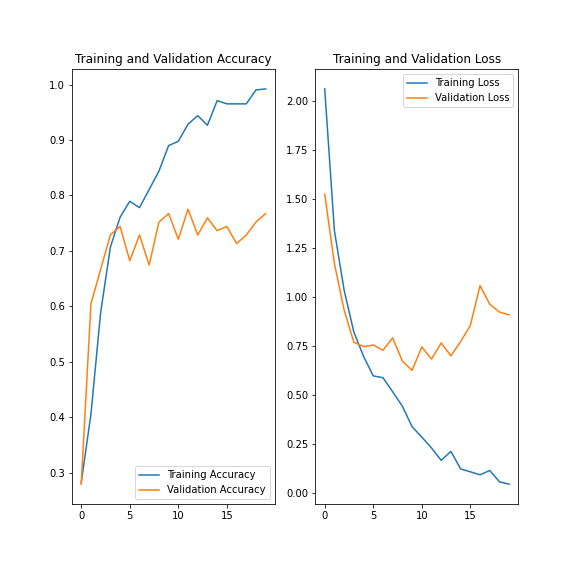 Training and Validation Accuracy
1.0
0.9
0.8
0.7
0.6
0.5
0.4
0.3
0 5 10 15
Training Accuracy
Validation Accuracy
Training and Validation Loss
2.00
1.75
1.50
1.25
1.00
0.75
0.50
0.25
0.00
0 5 10 15
Training Loss
Validation Loss